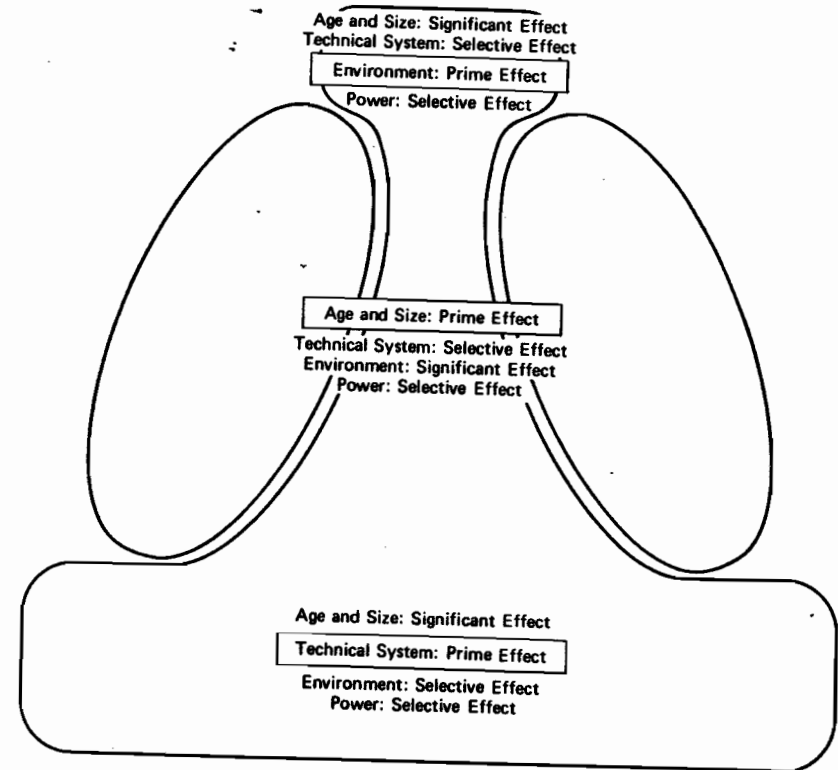 Age and Size: Significant Effect
Technical System: Selective Effect
Environment: Prime Effect
Power: Selective Effect
Age and Size: Prime Effect
Technical System: Selective Effect
Environment: Significant Effect
Power: Selective Effect
Age and Size: Significant Effect
Technical System: Prime Effect
Environment: Selective Effect
Power: Selective Effect